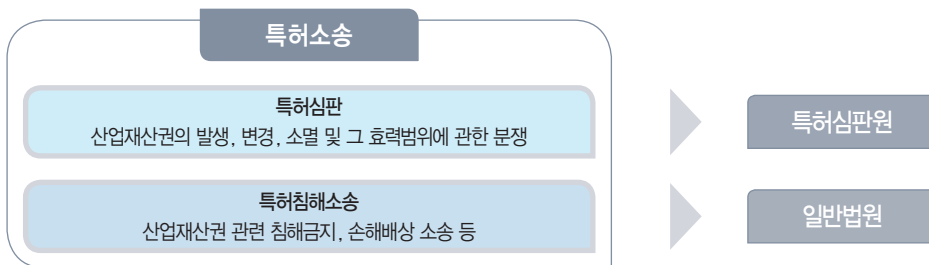 특허소송
특허심판
산업재산권의 발생, 변경, 소멸 및 그 효력범위에 관한 분쟁
특허심판원
특허침해소송
산업재산권 관련 침해금지, 손해배상 소송 등
일반법원